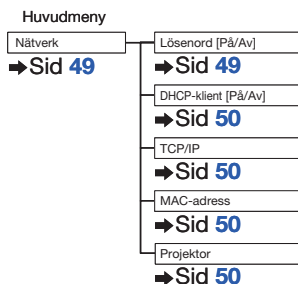 Huvudmeny
Nätverk
➡Sid 49
Lösenord [På/Av]
➡Sid 49
DHCP-klient [På/Av]
➡Sid 50
TCP/IP
➡Sid 50
MAC-adress
➡Sid 50
Projektor
➡Sid 50